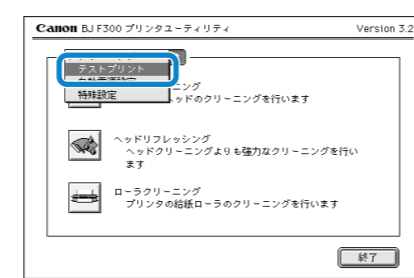 Canon BJ F300 プリンタユーティリティ Version 3.2
テストプリント
特殊設定
ニング
ッドのクリーニングを行います
ヘッドリフレッシング
ヘッドクリーニングよりも強力なクリーニングを行い
ます
ローラクリーニング
プリンタの給紙ローラのクリーニングを行います
終了